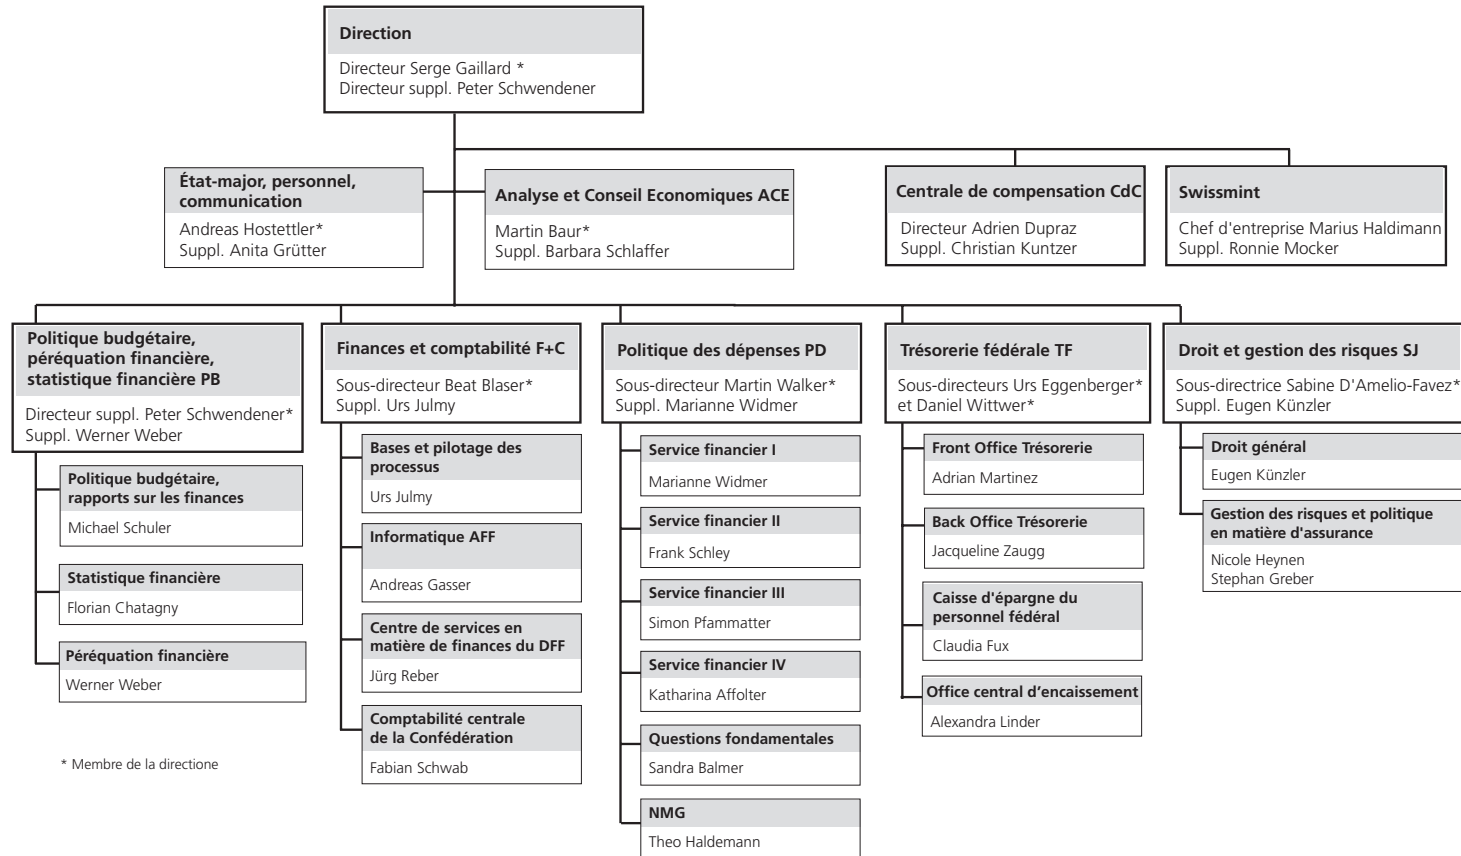 Direction
Directeur Serge Gaillard *
Directeur suppl. Peter Schwendener
État-major, personnel,
communication
Andreas Hostettler*
Suppl. Anita Grütter
Analyse et Conseil Economiques ACE
Martin Baur*
Suppl. Barbara Schlaffer
Centrale de compensation CdC
Directeur Adrien Dupraz
Suppl. Christian Kuntzer
Swissmint
Chef d'entreprise Marius Haldimann
Suppl. Ronnie Mocker
Politique budgétaire,
péréquation financière,
statistique financière PB
Directeur suppl. Peter Schwendener*
Suppl. Werner Weber
Politique budgétaire,
rapports sur les finances
Michael Schuler
Statistique financière
Florian Chatagny
Péréquation financière
Werner Weber
* Membre de la directione
Finances et comptabilité F+C
Sous-directeur Beat Blaser*
Suppl. Urs Julmy
Bases et pilotage des
processus
Urs Julmy
Informatique AFF
Andreas Gasser
Centre de services en
matière de finances du DFF
Jürg Reber
Comptabilité centrale
de la Confédération
Fabian Schwab
Politique des dépenses PD
Sous-directeur Martin Walker*
Suppl. Marianne Widmer
Service financier I
Marianne Widmer
Service financier II
Frank Schley
Service financier III
Simon Pfammatter
Service financier IV
Katharina Affolter
Questions fondamentales
Sandra Balmer
NMG
Theo Haldemann
Trésorerie fédérale TF
Sous-directeurs Urs Eggenberger*
et Daniel Wittwer*
Front Office Trésorerie
Adrian Martinez
Back Office Trésorerie
Jacqueline Zaugg
Caisse d'épargne du
personnel fédéral
Claudia Fux
Office central d’encaissement
Alexandra Linder
Droit et gestion des risques SJ
Sous-directrice Sabine D'Amelio-Favez*
Suppl. Eugen Künzler
Droit général
Eugen Künzler
Gestion des risques et politique
en matière d'assurance
Nicole Heynen
Stephan Greber